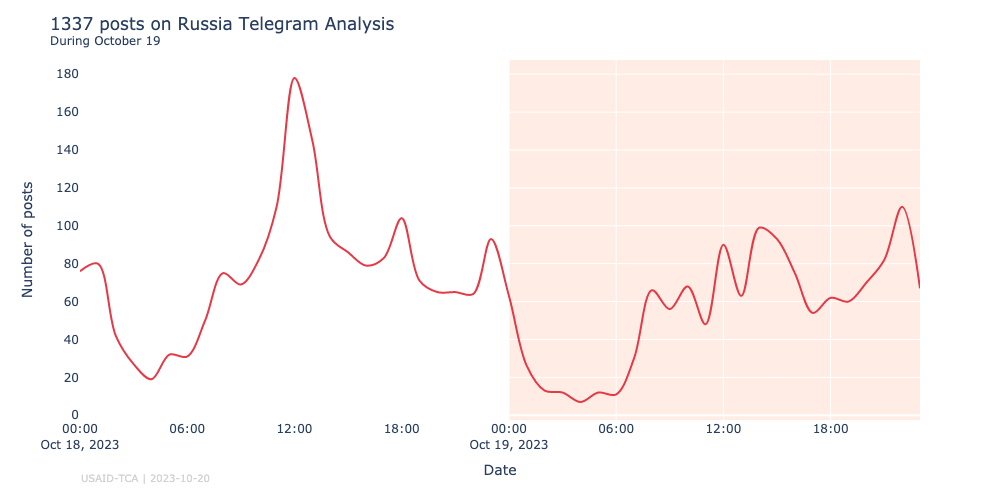 1337 posts on Russia Telegram Analysis
During October 19
Number of posts
180
160
140
120
100
80
60
40
20
0
00:00 06:00 12:00 18:00 00:00 06:00 12:00 18:00
Oct 18, 2023 Oct 19, 2023
Date
USAID-TCA | 2023-10-20